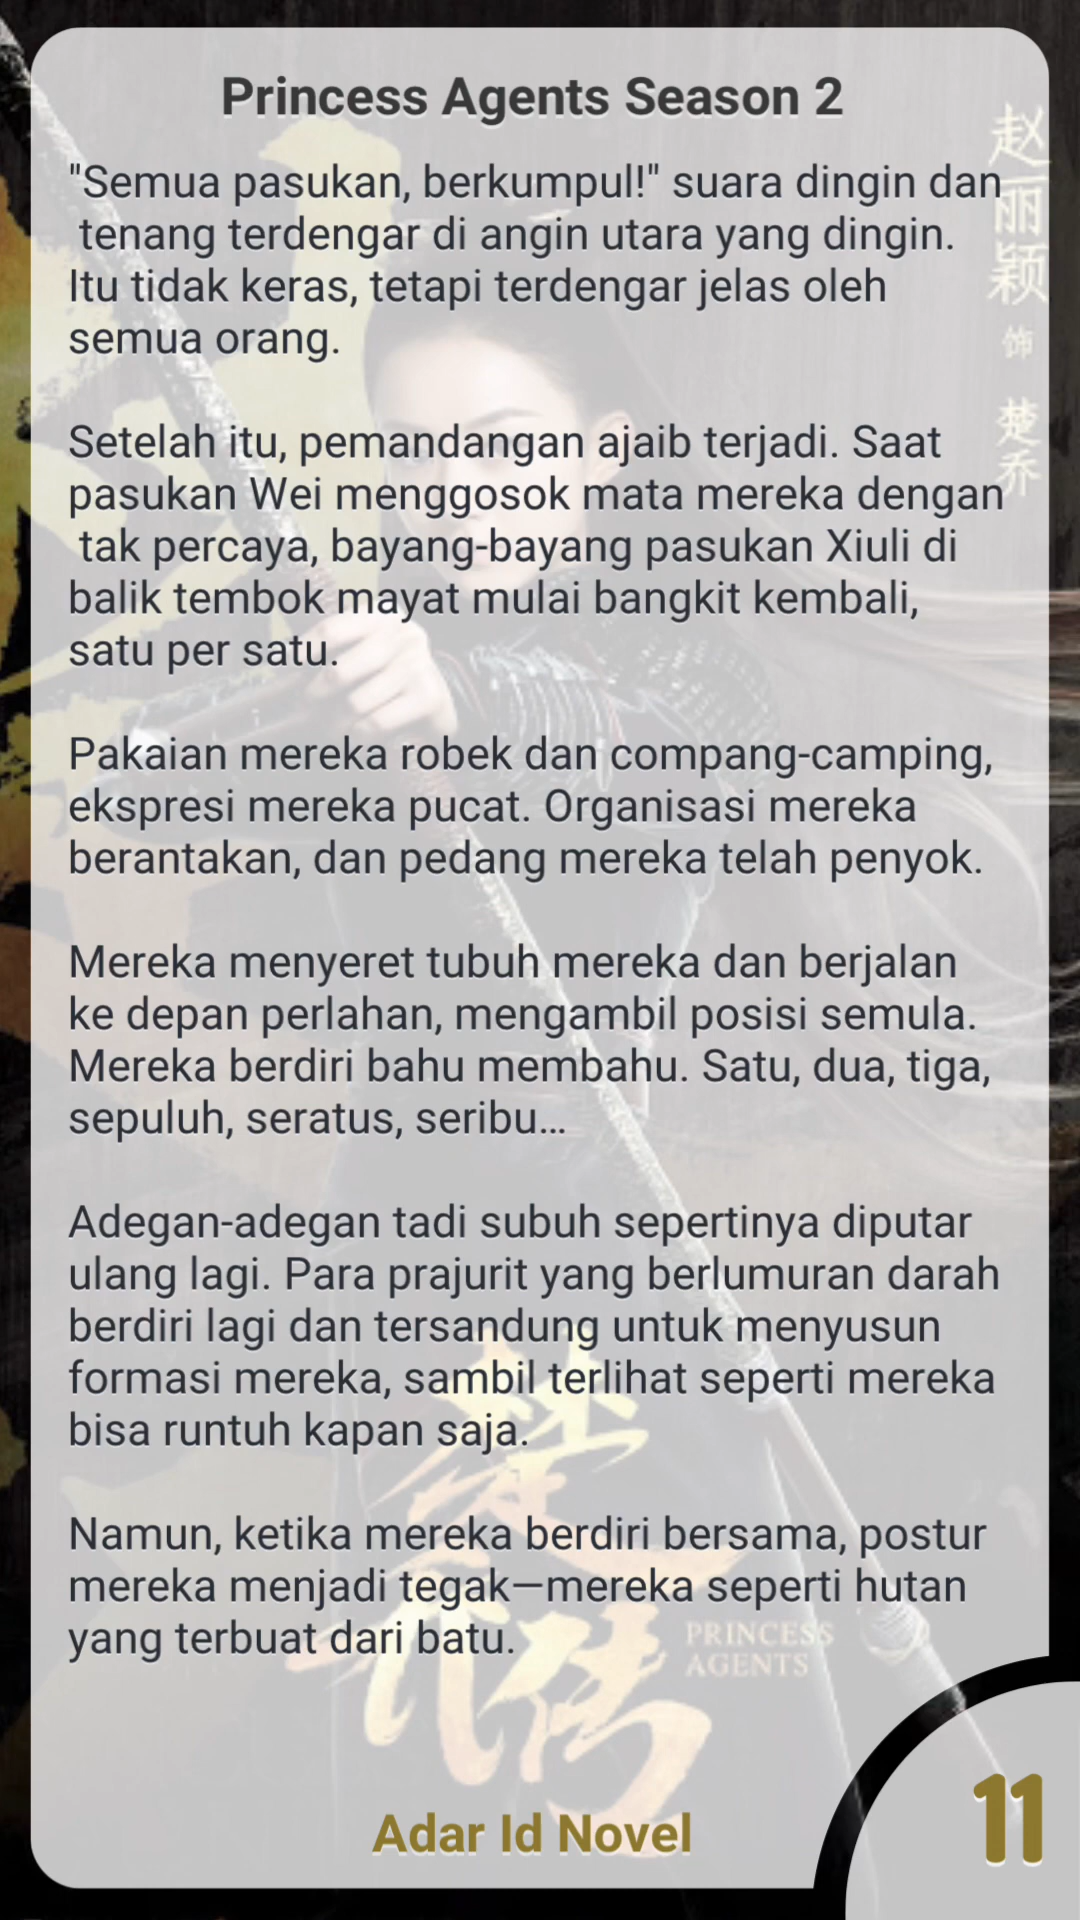 Princess Agents Season 2
"Semua pasukan, berkumpul!" suara dingin dan
tenang terdengar di angin utara yang dingin.
Itu tidak keras, tetapi terdengar jelas oleh
semua orang.
Setelah itu, pemandangan ajaib terjadi. Saat
pasukan Wei menggosok mata mereka dengan
tak percaya, bayang-bayang pasukan Xiuli di
balik tembok mayat mulai bangkit kembali,
satu per satu.
Pakaian mereka robek dan compang-camping,
ekspresi mereka pucat. Organisasi mereka
berantakan, dan pedang mereka telah penyok.
Mereka menyeret tubuh mereka dan berjalan
ke depan perlahan, mengambil posisi semula.
Mereka berdiri bahu membahu. Satu, dua, tiga,
sepuluh, seratus, seribu...
Adegan-adegan tadi subuh sepertinya diputar
ulang lagi. Para prajurit yang berlumuran darah
berdiri lagi dan tersandung untuk menyusun
formasi mereka, sambil terlihat seperti mereka
bisa runtuh kapan saja.
Namun, ketika mereka berdiri bersama, postur
mereka menjadi tegak—mereka seperti hutan
yang terbuat dari batu.
赵丽颖 饰 楚乔
楚乔传
PRINCESS
AGENTS
Adar Id Novel
11